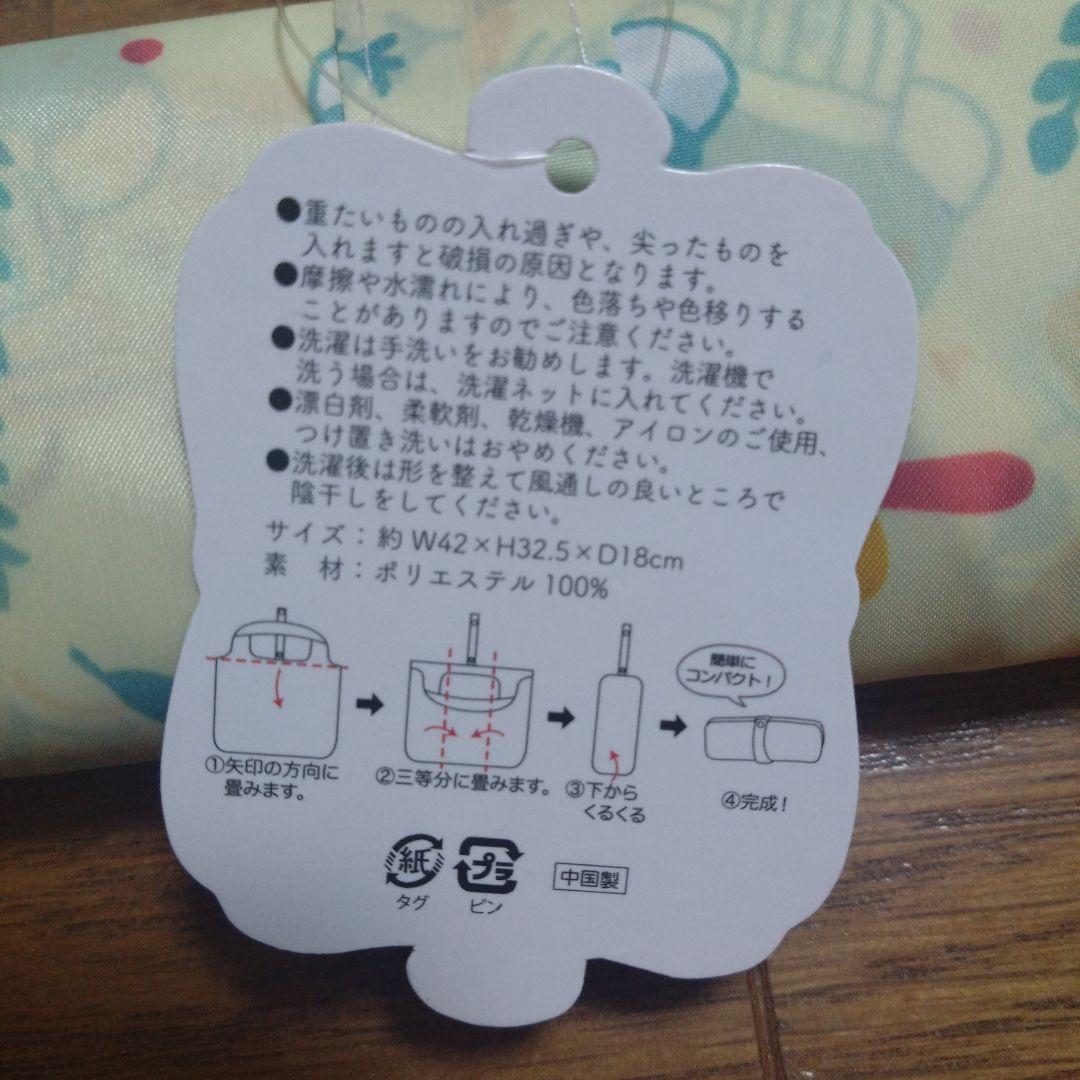 ●重たいものの入れ過ぎや、尖ったものを
入れますと破損の原因となります。
●摩擦や水濡れにより、色落ちや色移りする
ことがありますのでご注意ください。
●洗濯は手洗いをお勧めします。洗濯機で
洗う場合は、洗濯ネットに入れてください。
●漂白剤、柔軟剤、乾燥機、アイロンのご使用、
つけ置き洗いはおやめください。
●洗濯後は形を整えて風通しの良いところで
陰干しをしてください。
サイズ：約 W42×H32.5×D18cm
素　材：ポリエステル 100%
簡単に
コンパクト！
①矢印の方向に
畳みます。
②三等分に畳みます。
③下から
くるくる
④完成！
紙
タグ
プラ
ピン
中国製